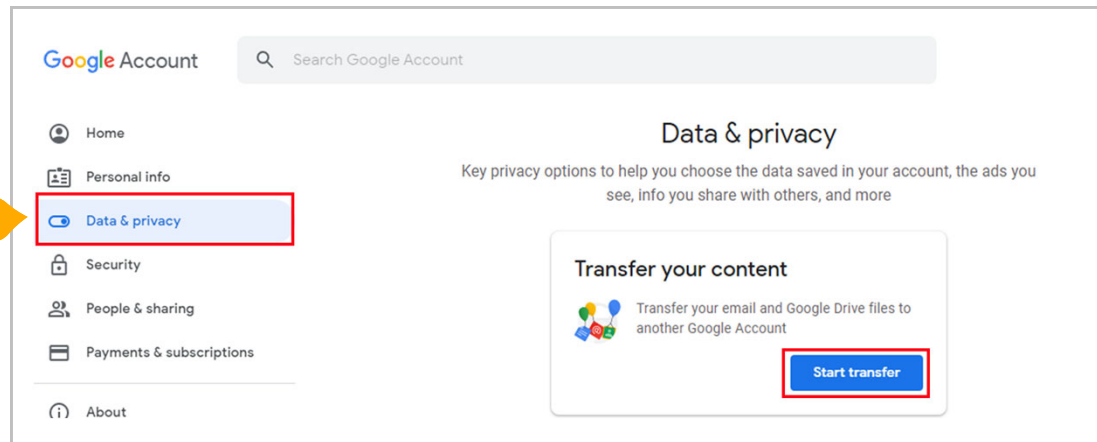 Google Account
Search Google Account
Home
Personal info
Data & privacy
Security
People & sharing
Payments & subscriptions
About
Data & privacy
Key privacy options to help you choose the data saved in your account, the ads you
see, info you share with others, and more
Transfer your content
Transfer your email and Google Drive files to
another Google Account
Start transfer